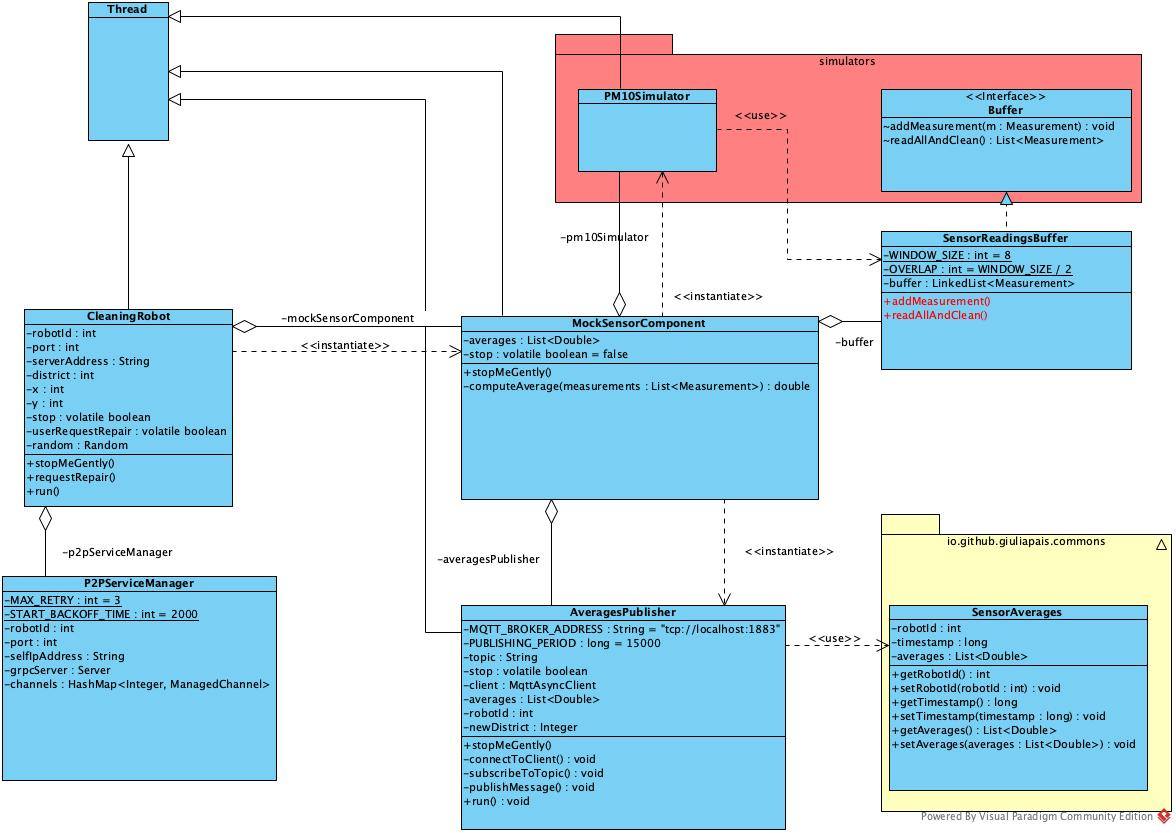 Thread
simulators
PM10Simulator
<<use>>
<<Interface>>
Buffer
~addMeasurement(m : Measurement) : void
~readAllAndClean() : List<Measurement>
-pm10Simulator
<<instantiate>>
SensorReadingsBuffer
-WINDOW_SIZE : int = 8
-OVERLAP : int = WINDOW_SIZE / 2
-buffer : LinkedList<Measurement>
+addMeasurement()
+readAllAndClean()
CleaningRobot
-robotId : int
-port : int
-serverAddress : String
-district : int
-x : int
-y : int
-stop : volatile boolean
-userRequestRepair : volatile boolean
-random : Random
+stopMeGently()
+requestRepair()
+run()
-mockSensorComponent
<<instantiate>>
MockSensorComponent
-averages : List<Double>
-stop : volatile boolean = false
+stopMeGently()
-computeAverage(measurements : List<Measurement>) : double
-buffer
-p2pServiceManager
P2PServiceManager
-MAX_RETRY : int = 3
-START_BACKOFF_TIME : int = 2000
-robotId : int
-port : int
-selfIpAddress : String
-grpcServer : Server
-channels : HashMap<Integer, ManagedChannel>
-averagesPublisher
<<instantiate>>
AveragesPublisher
-MQTT_BROKER_ADDRESS : String = "tcp://localhost:1883"
-PUBLISHING_PERIOD : long = 15000
-topic : String
-stop : volatile boolean
-client : MqttAsyncClient
-averages : List<Double>
-robotId : int
-newDistrict : Integer
+stopMeGently()
-connectToClient() : void
-subscribeToTopic() : void
-publishMessage() : void
+run() : void
<<use>>
io.github.giuliapais.commons
SensorAverages
-robotId : int
-timestamp : long
-averages : List<Double>
+getRobotId() : int
+setRobotId(robotId : int) : void
+getTimestamp() : long
+setTimestamp(timestamp : long) : void
+getAverages() : List<Double>
+setAverages(averages : List<Double>) : void
Powered By Visual Paradigm Community Edition